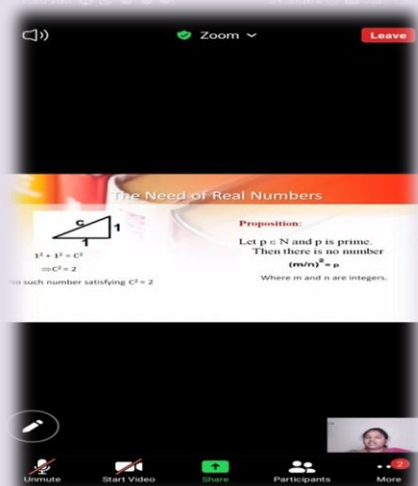 Zoom
Leave
The Need of Real Numbers
C
1
1
1² + 1² = C²
⇒C² = 2
such number satisfying C² = 2
Proposition:
Let p ∈ N and p is prime.
Then there is no number
(m/n)² = p
Where m and n are integers.
2
Unmute
Start Video
Share
Participants
More